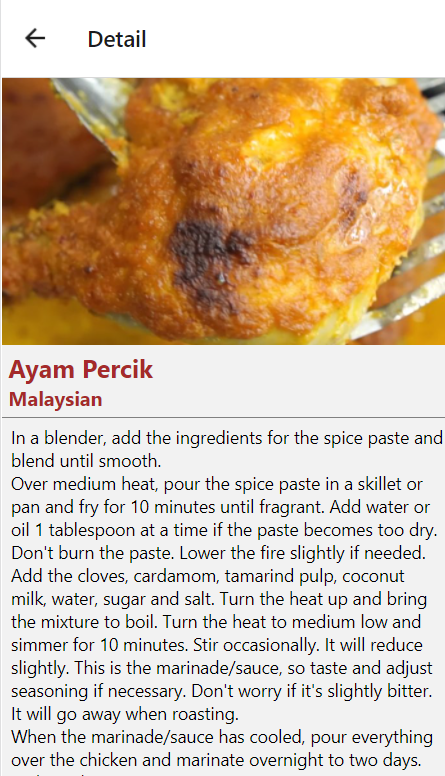 Detail
Ayam Percik
Malaysian
In a blender, add the ingredients for the spice paste and
blend until smooth.
Over medium heat, pour the spice paste in a skillet or
pan and fry for 10 minutes until fragrant. Add water or
oil 1 tablespoon at a time if the paste becomes too dry.
Don't burn the paste. Lower the fire slightly if needed.
Add the cloves, cardamom, tamarind pulp, coconut
milk, water, sugar and salt. Turn the heat up and bring
the mixture to boil. Turn the heat to medium low and
simmer for 10 minutes. Stir occasionally. It will reduce
slightly. This is the marinade/sauce, so taste and adjust
seasoning if necessary. Don't worry if it's slightly bitter.
It will go away when roasting.
When the marinade/sauce has cooled, pour everything
over the chicken and marinate overnight to two days.